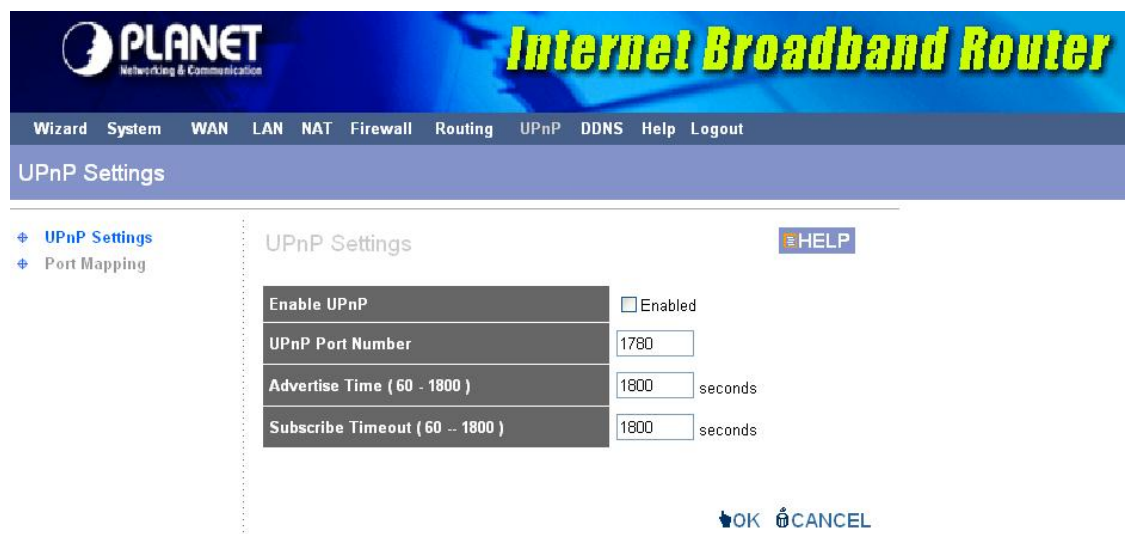 PLANET
Networking & Communication
Internet Broadband Router
Wizard System WAN LAN NAT Firewall Routing UPnP DDNS Help Logout
UPnP Settings
UPnP Settings
Port Mapping
UPnP Settings
HELP
Enable UPnP Enabled
UPnP Port Number 1780
Advertise Time ( 60 - 1800 ) 1800 seconds
Subscribe Timeout ( 60 -- 1800 ) 1800 seconds
OK CANCEL